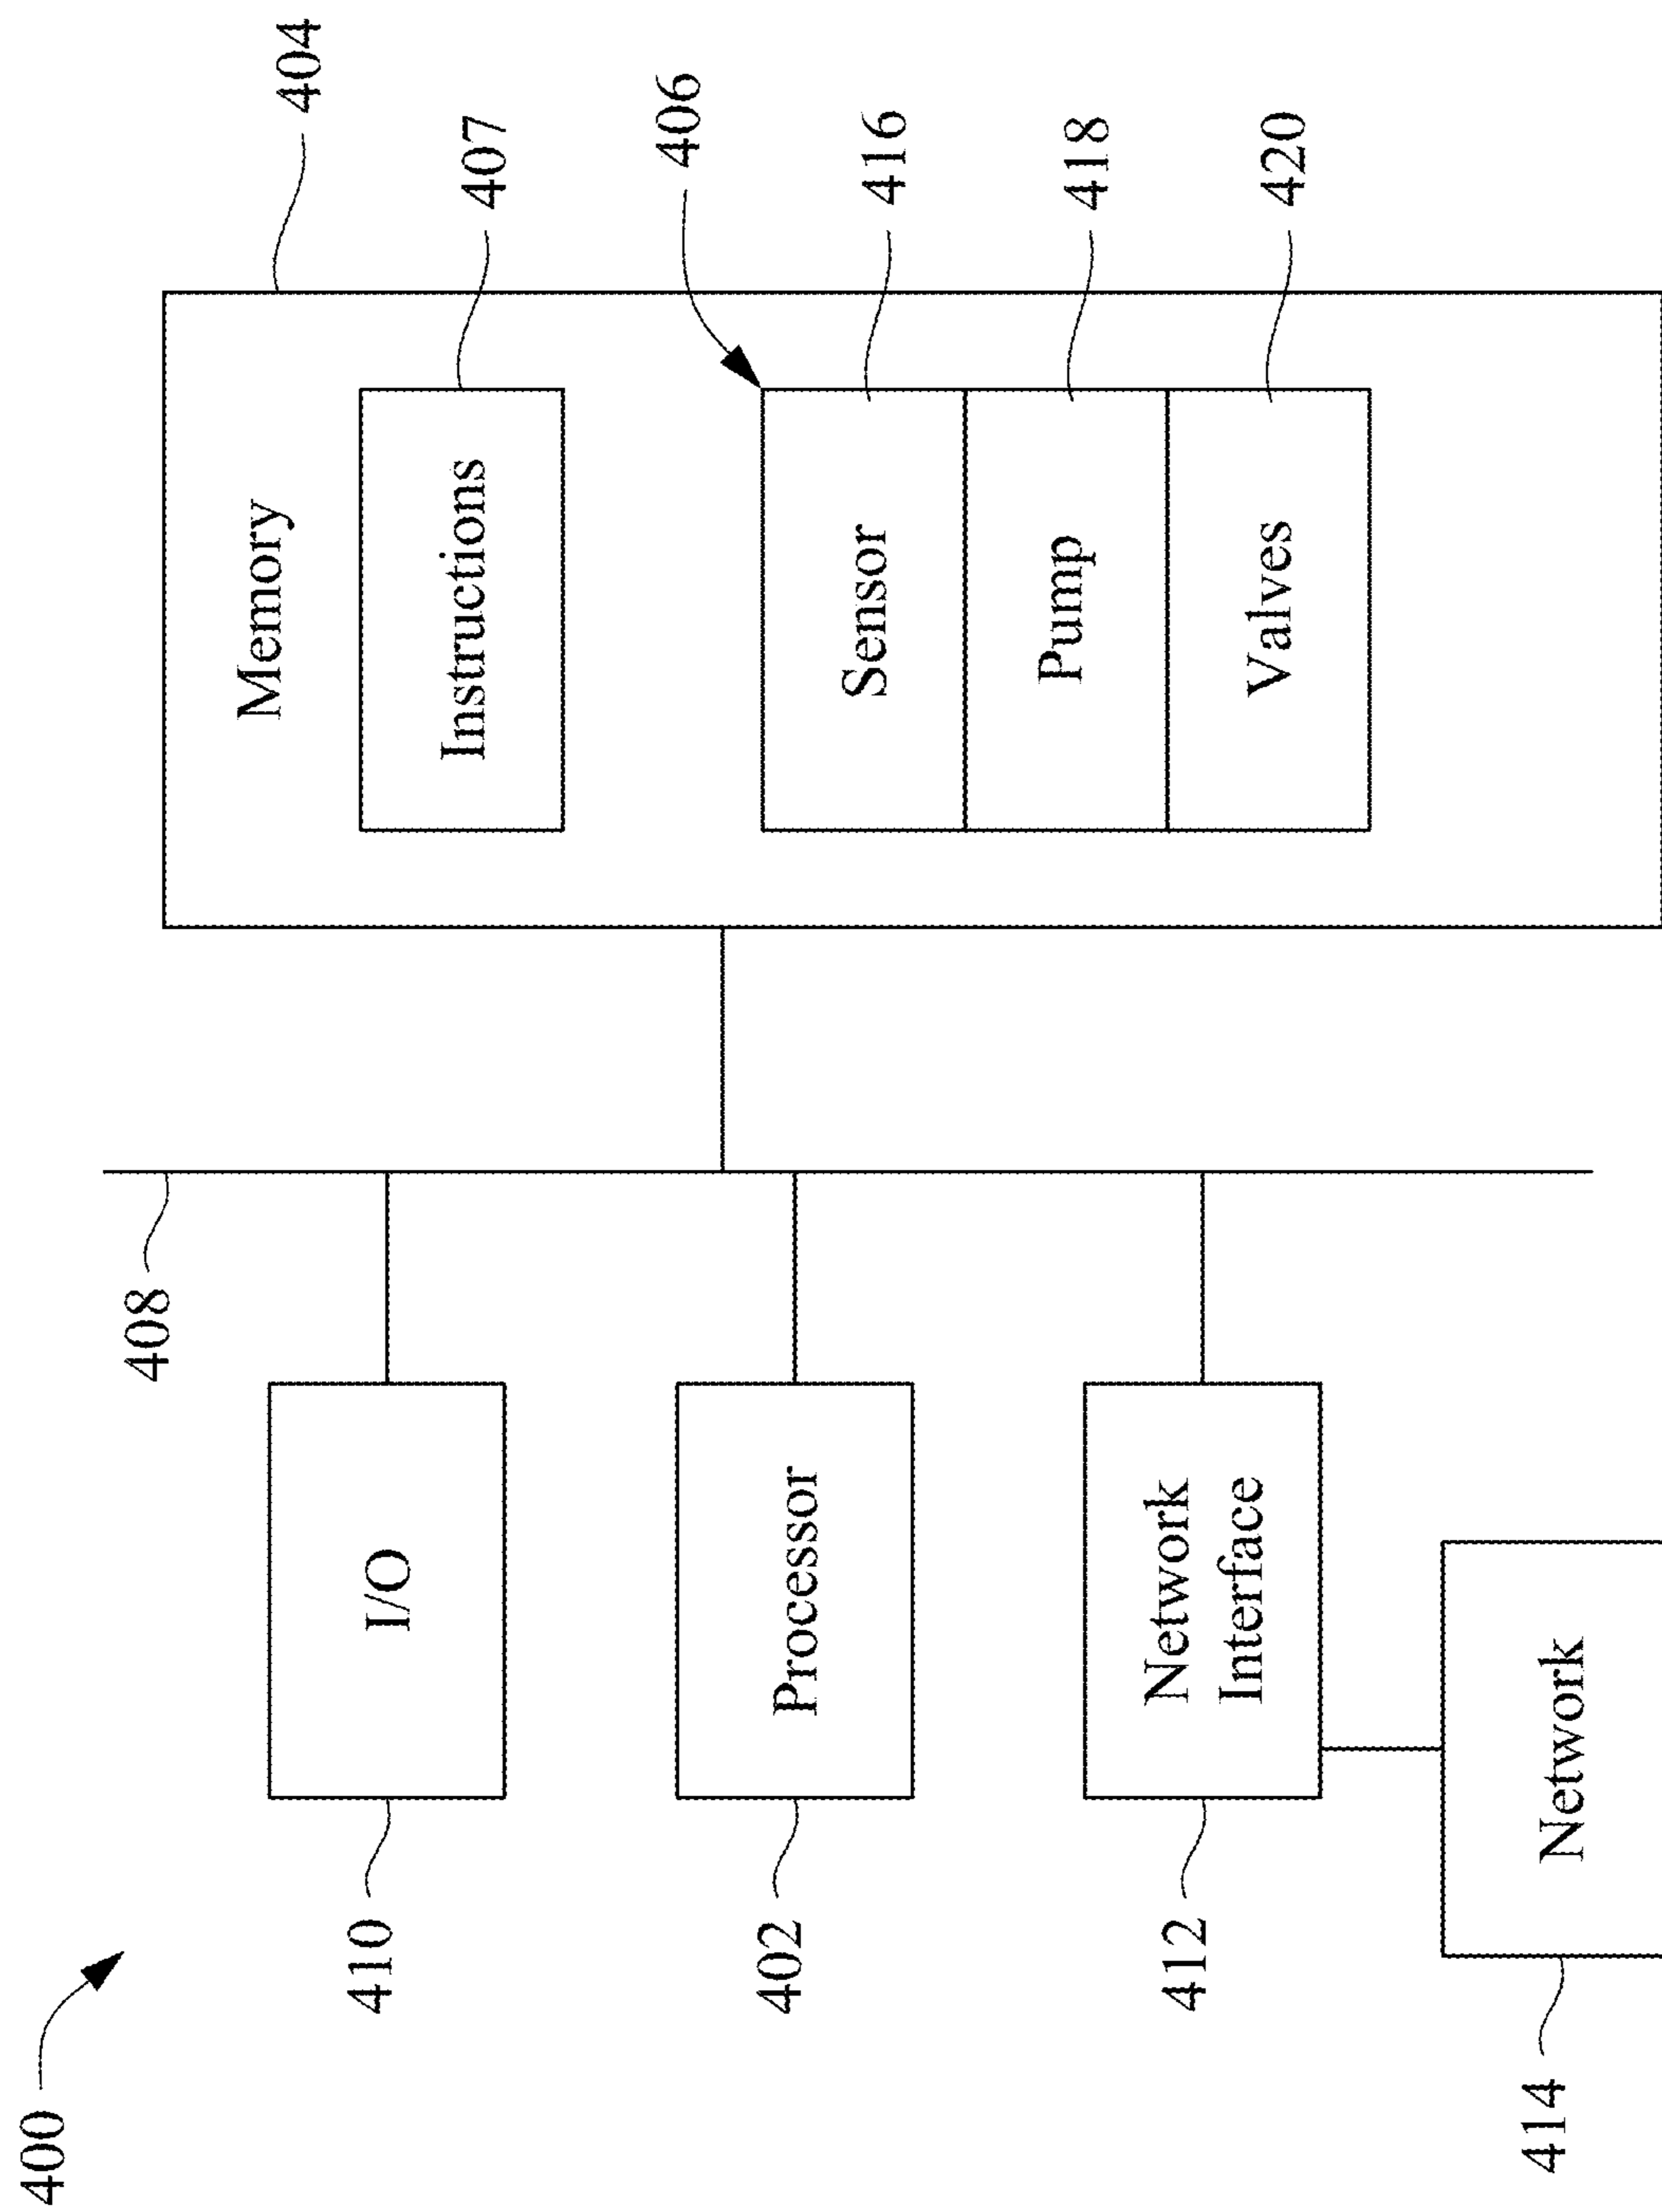 400
408
404
410
I/O
Memory
407
Instructions
402
Processor
406
Sensor
416
Pump
418
412
Network
Interface
Valves
420
414
Network